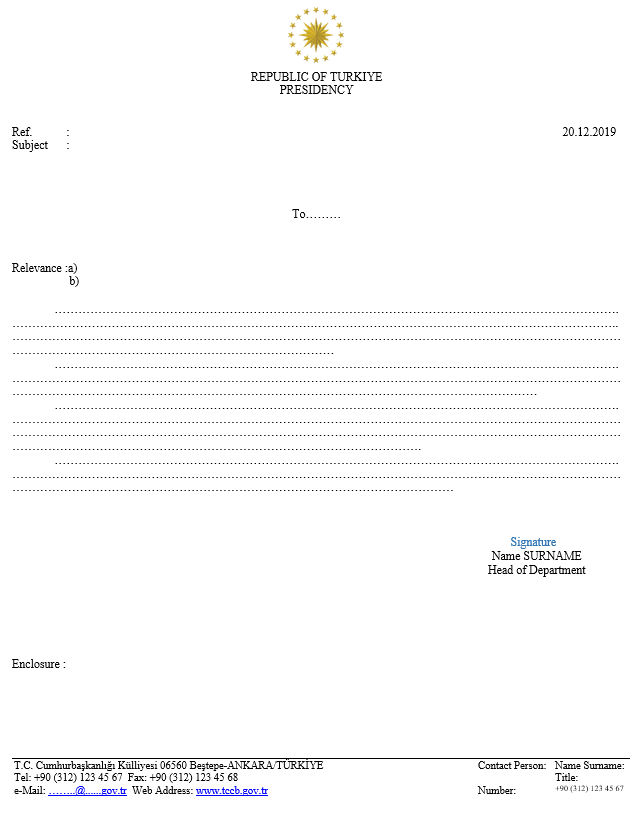 REPUBLIC OF TURKIYE
PRESIDENCY
Ref. : 20.12.2019
Subject :
To………
Relevance :a)
b)
……………………………………………………………………………………………………………………………..
………………………………………………………………………………………………………………………………………..
…………………………………………………………………………………………………………………………………………
………………………………………………………………………
……………………………………………………………………………………………………………………………..
…………………………………………………………………………………………………………………………………………
………………………………………………………………………………………………………………………
……………………………………………………………………………………………………………………………..
…………………………………………………………………………………………………………………………………………
…………………………………………………………………………………………………………………………………………
……………………………………………………………………………………………
……………………………………………………………………………………………………………………………..
…………………………………………………………………………………………………………………………………………
……………………………………………………………………………………………………
Signature
Name SURNAME
Head of Department
Enclosure :
T.C. Cumhurbaşkanlığı Külliyesi 06560 Beştepe-ANKARA/TÜRKİYE Contact Person: Name Surname:
Tel: +90 (312) 123 45 67 Fax: +90 (312) 123 45 68 Title:
e-Mail: ……..@......gov.tr Web Address: www.tccb.gov.tr Number: +90 (312) 123 45 67